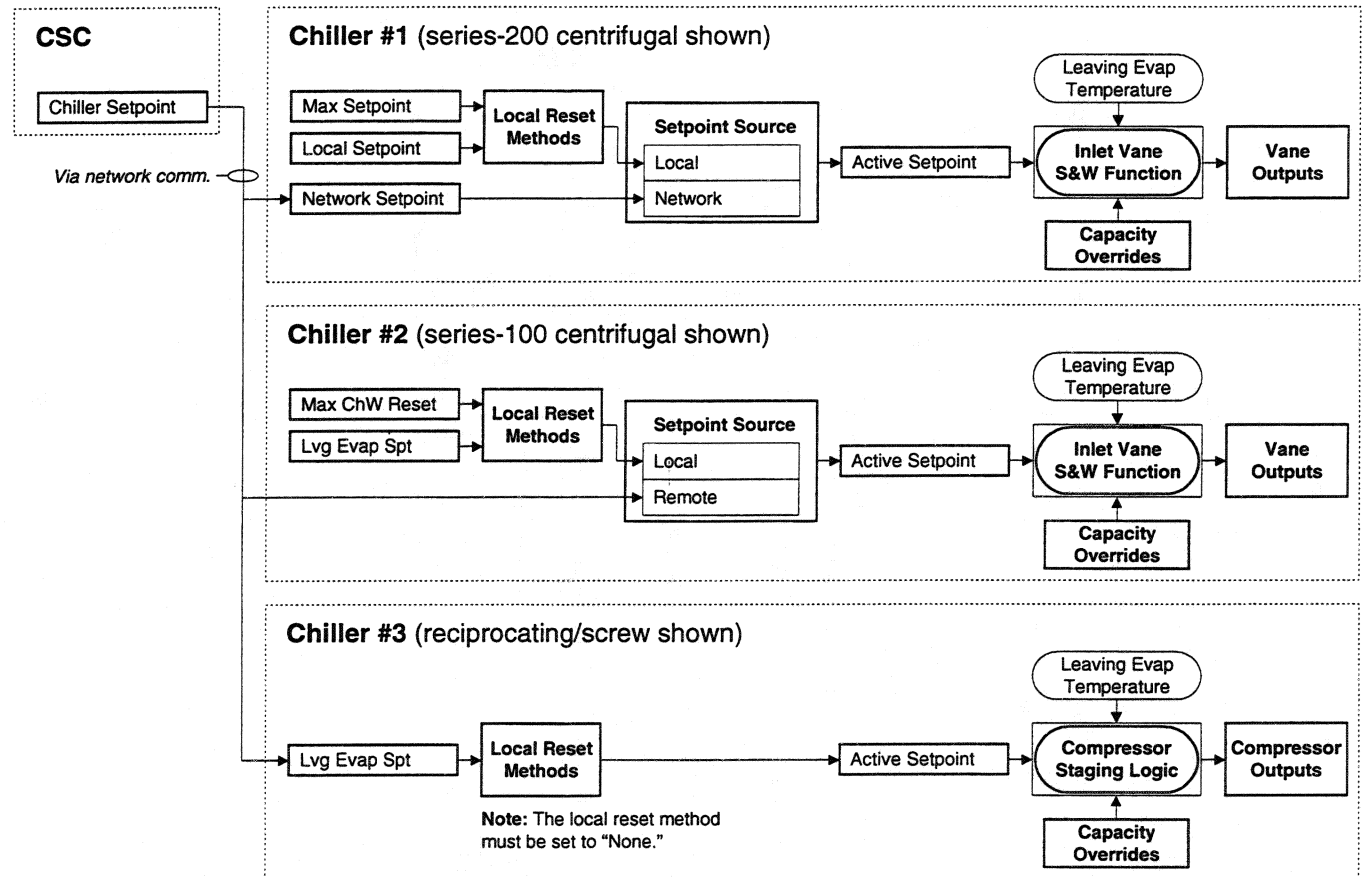 CSC
Chiller Setpoint
Via network comm.
Chiller #1 (series-200 centrifugal shown)
Max Setpoint
Local Setpoint
Network Setpoint
Local Reset
Methods
Setpoint Source
Local
Network
Active Setpoint
Leaving Evap
Temperature
Inlet Vane
S&W Function
Capacity
Overrides
Vane
Outputs
Chiller #2 (series-100 centrifugal shown)
Max ChW Reset
Lvg Evap Spt
Local Reset
Methods
Setpoint Source
Local
Remote
Active Setpoint
Leaving Evap
Temperature
Inlet Vane
S&W Function
Capacity
Overrides
Vane
Outputs
Chiller #3 (reciprocating/screw shown)
Lvg Evap Spt
Local Reset
Methods
Note: The local reset method
must be set to “None.”
Active Setpoint
Leaving Evap
Temperature
Compressor
Staging Logic
Capacity
Overrides
Compressor
Outputs